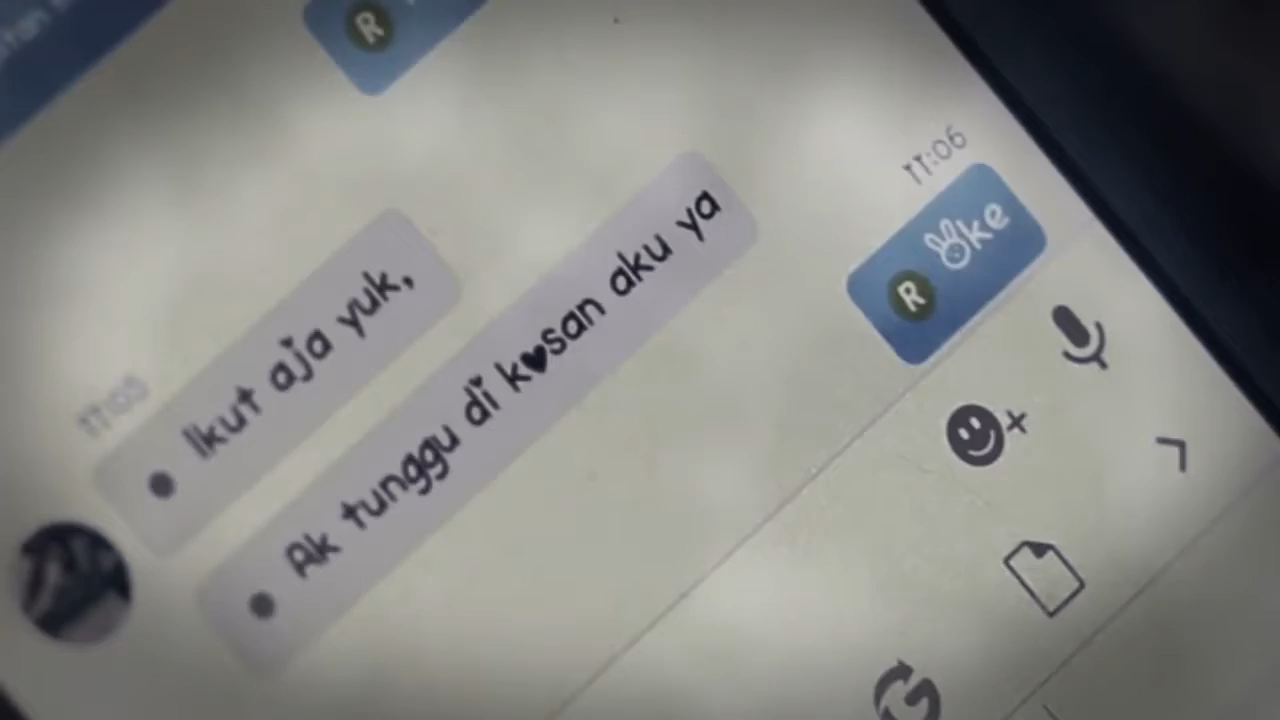 R
11:05
Ikut aja yuk,
Ak tunggu di kosan aku ya
11:06
R Oke